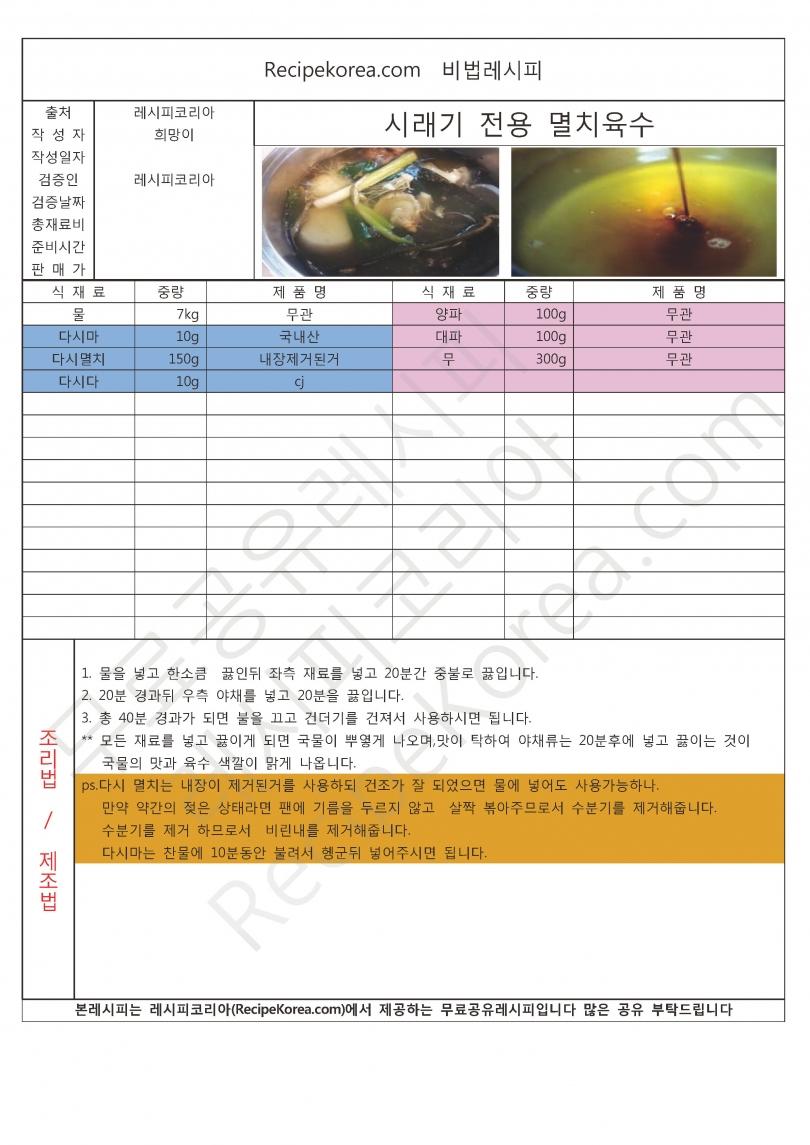 Recipekorea.com 비법레시피
출처 레시피코리아
작 성 자 희망이
작성일자
검증인 레시피코리아
검증날짜
총재료비
준비시간
판 매 가
시래기 전용 멸치육수
식 재 료 중량 제 품 명 식 재 료 중량 제 품 명
물 7kg 무관 양파 100g 무관
다시마 10g 국내산 대파 100g 무관
다시멸치 150g 내장제거된거 무 300g 무관
다시다 10g cj
무료공유레시피
레시피코리아
RecipeKorea.com
조리법 / 제조법
1. 물을 넣고 한소큼 끓인뒤 좌측 재료를 넣고 20분간 중불로 끓입니다.
2. 20분 경과뒤 우측 야채를 넣고 20분을 끓입니다.
3. 총 40분 경과가 되면 불을 끄고 건더기를 건져서 사용하시면 됩니다.
** 모든 재료를 넣고 끓이게 되면 국물이 뿌옇게 나오며,맛이 탁하여 야채류는 20분후에 넣고 끓이는 것이
국물의 맛과 육수 색깔이 맑게 나옵니다.
ps.다시 멸치는 내장이 제거된거를 사용하되 건조가 잘 되었으면 물에 넣어도 사용가능하나.
만약 약간의 젖은 상태라면 팬에 기름을 두르지 않고 살짝 볶아주므로서 수분기를 제거해줍니다.
수분기를 제거 하므로서 비린내를 제거해줍니다.
다시마는 찬물에 10분동안 불려서 헹군뒤 넣어주시면 됩니다.
본레시피는 레시피코리아(RecipeKorea.com)에서 제공하는 무료공유레시피입니다 많은 공유 부탁드립니다